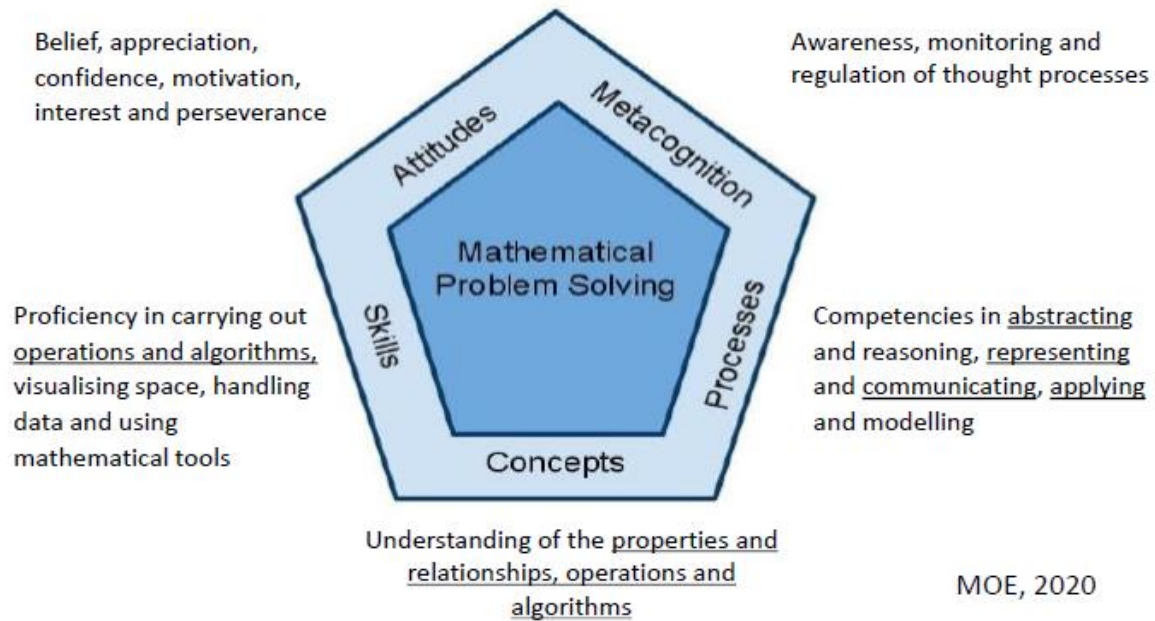 Belief, appreciation,
confidence, motivation,
interest and perseverance
Awareness, monitoring and
regulation of thought processes
Attitudes
Metacognition
Mathematical
Problem Solving
Skills
Processes
Concepts
Proficiency in carrying out
operations and algorithms,
visualising space, handling
data and using
mathematical tools
Competencies in abstracting
and reasoning, representing
and communicating, applying
and modelling
Understanding of the properties and
relationships, operations and
algorithms
MOE, 2020